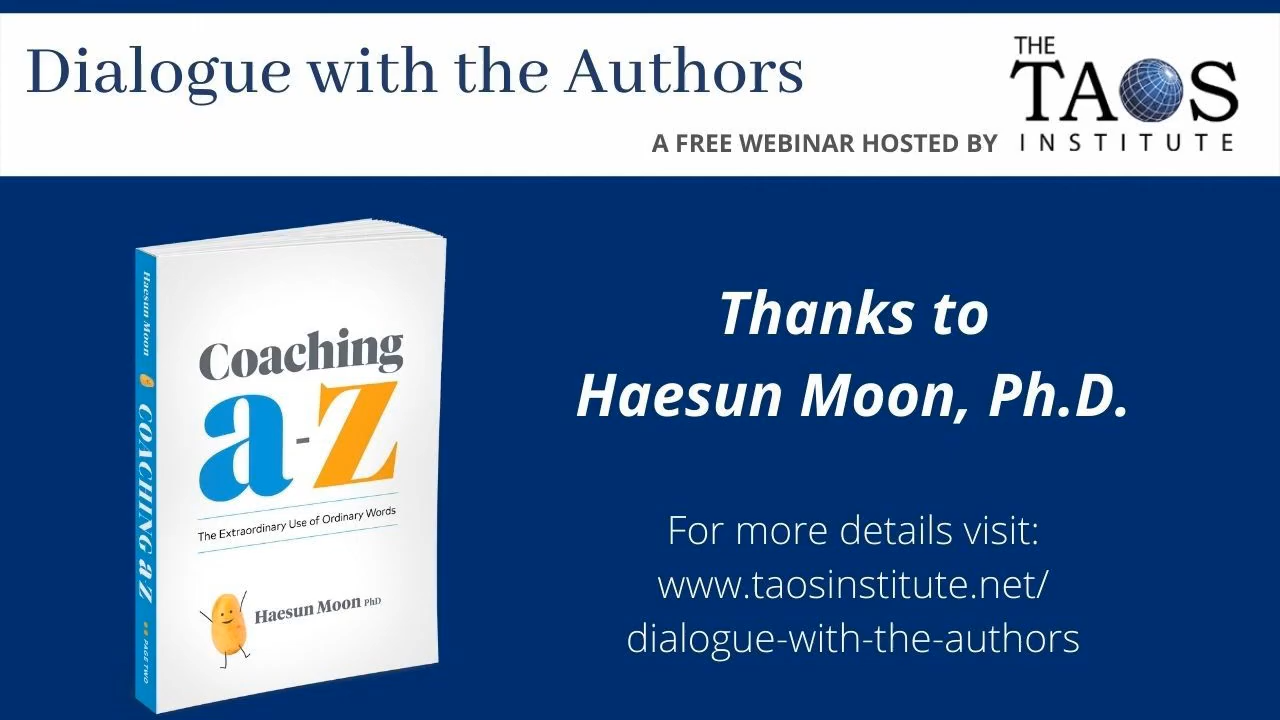 Dialogue with the Authors
A FREE WEBINAR HOSTED BY
THE
TAOS
INSTITUTE
Haesun Moon COACHING a-z PAGE TWO
Coaching
a-z
The Extraordinary Use of Ordinary Words
Haesun Moon PhD
Thanks to
Haesun Moon, Ph.D.
For more details visit:
www.taosinstitute.net/
dialogue-with-the-authors